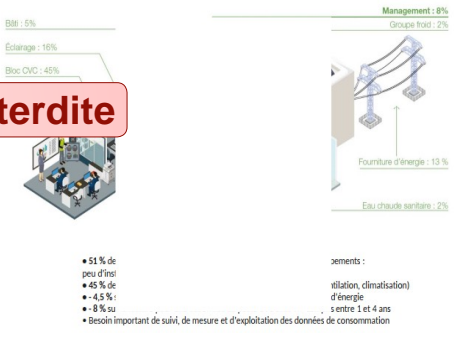 Management : 8%
Bâti : 5%
Groupe froid : 2%
Éclairage : 16%
Bloc CVC : 45%
terdite
Fourniture d'énergie : 13 %
Eau chaude sanitaire : 2%
• 51 % de pements :
peu d'inst
• 45 % de ntilation, climatisation)
• - 4,5 % d'énergie
• - 8 % su s entre 1 et 4 ans
• Besoin important de suivi, de mesure et d'exploitation des données de consommation